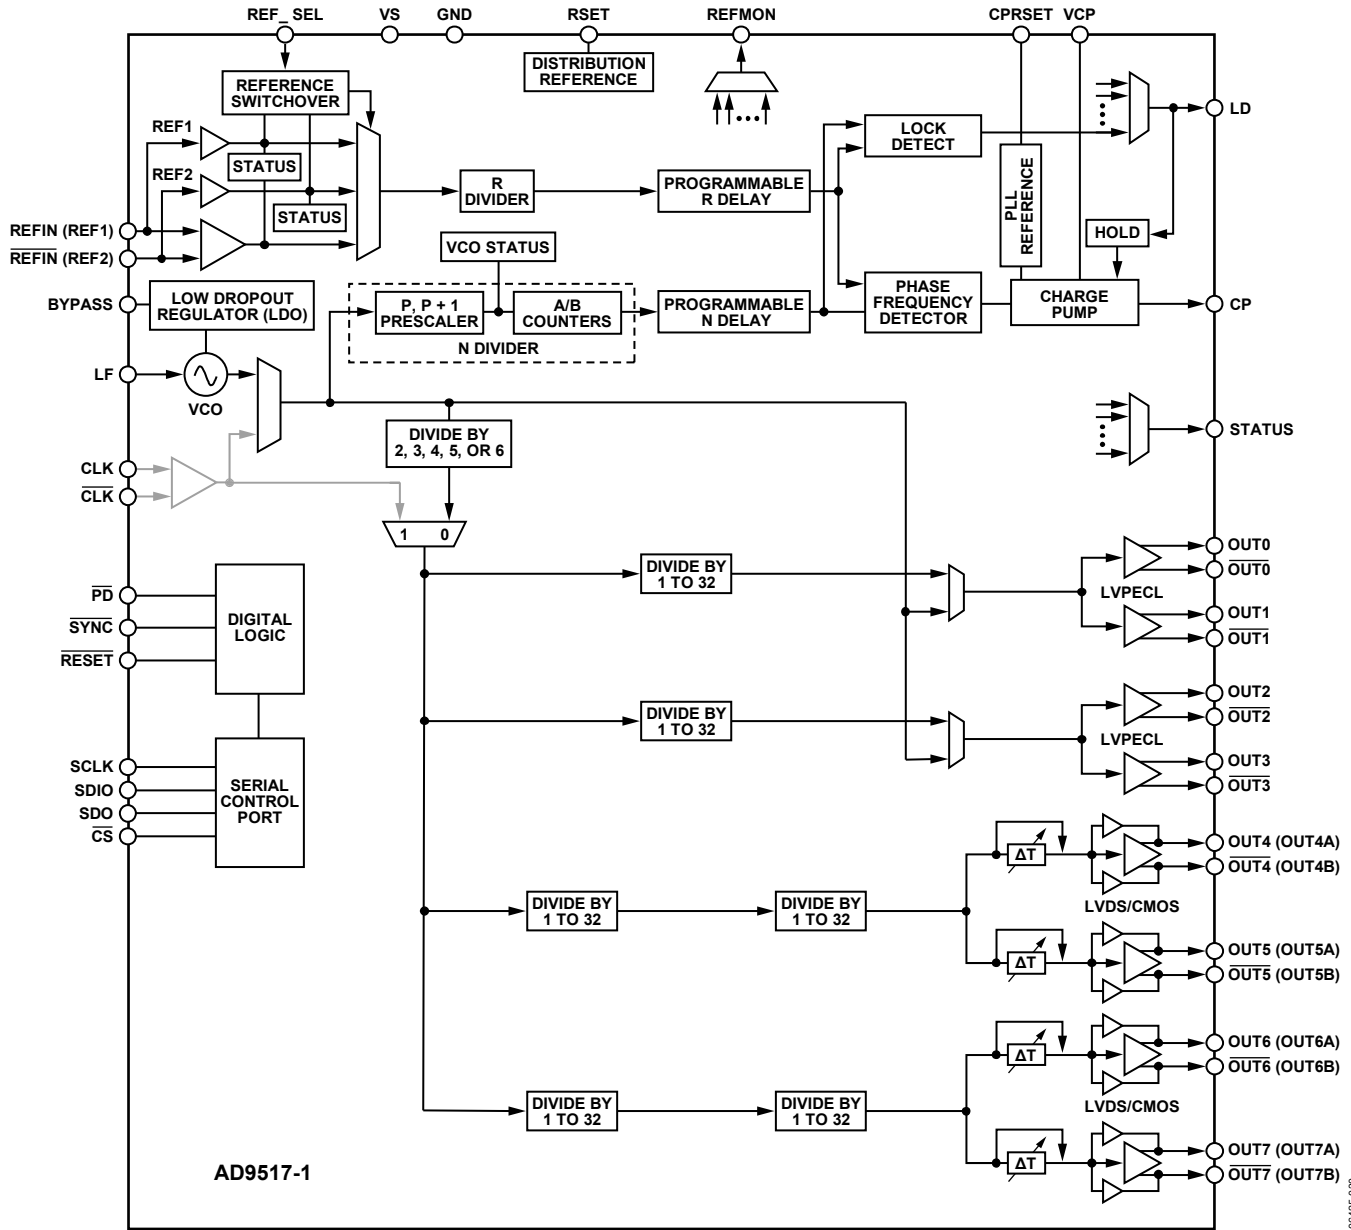 REF_ SEL
VS
GND
RSET
REFMON
CPRSET
VCP
DISTRIBUTION
REFERENCE
REFERENCE
SWITCHOVER
REF1
STATUS
REF2
STATUS
R
DIVIDER
PROGRAMMABLE
R DELAY
LOCK
DETECT
LD
PLL
REFERENCE
HOLD
REFIN (REF1)
REFIN (REF2)
BYPASS
LOW DROPOUT
REGULATOR (LDO)
VCO STATUS
P, P + 1
PRESCALER
A/B
COUNTERS
N DIVIDER
PROGRAMMABLE
N DELAY
PHASE
FREQUENCY
DETECTOR
CHARGE
PUMP
CP
LF
VCO
STATUS
DIVIDE BY
2, 3, 4, 5, OR 6
CLK
CLK
1 0
PD
SYNC
RESET
DIGITAL
LOGIC
DIVIDE BY
1 TO 32
LVPECL
OUT0
OUT0
OUT1
OUT1
DIVIDE BY
1 TO 32
LVPECL
OUT2
OUT2
OUT3
OUT3
SCLK
SDIO
SDO
CS
SERIAL
CONTROL
PORT
DIVIDE BY
1 TO 32
DIVIDE BY
1 TO 32
ΔT
ΔT
LVDS/CMOS
OUT4 (OUT4A)
OUT4 (OUT4B)
OUT5 (OUT5A)
OUT5 (OUT5B)
DIVIDE BY
1 TO 32
DIVIDE BY
1 TO 32
ΔT
ΔT
LVDS/CMOS
OUT6 (OUT6A)
OUT6 (OUT6B)
OUT7 (OUT7A)
OUT7 (OUT7B)
AD9517-1